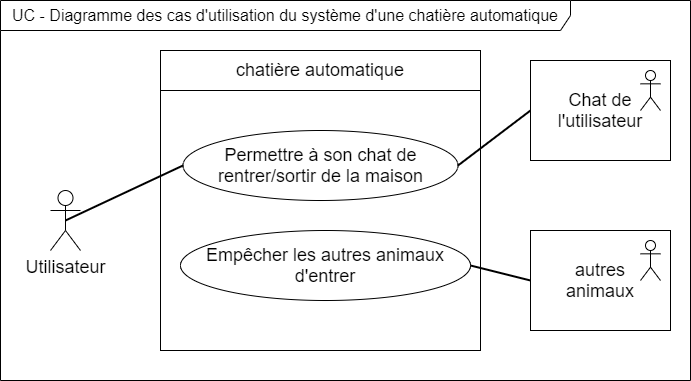 UC - Diagramme des cas d'utilisation du système d'une chatière automatique
chatière automatique
Chat de
l'utilisateur
Permettre à son chat de
rentrer/sortir de la maison
Utilisateur
Empêcher les autres animaux
d'entrer
autres
animaux